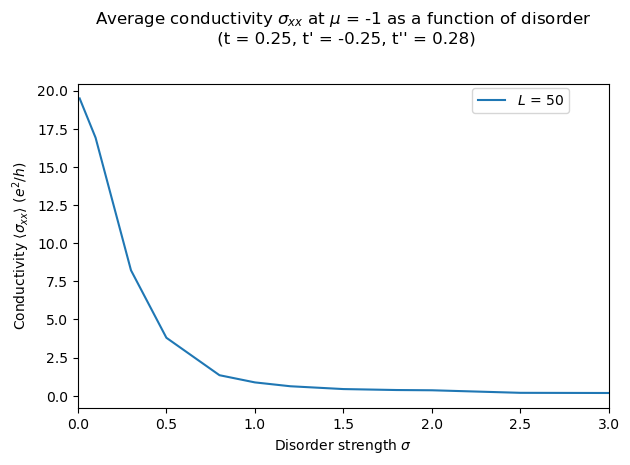 Average conductivity σxx at μ = -1 as a function of disorder
(t = 0.25, t' = -0.25, t'' = 0.28)
L = 50
Conductivity ⟨σxx⟩ (e²/h)
20.0
17.5
15.0
12.5
10.0
7.5
5.0
2.5
0.0
0.0 0.5 1.0 1.5 2.0 2.5 3.0
Disorder strength σ